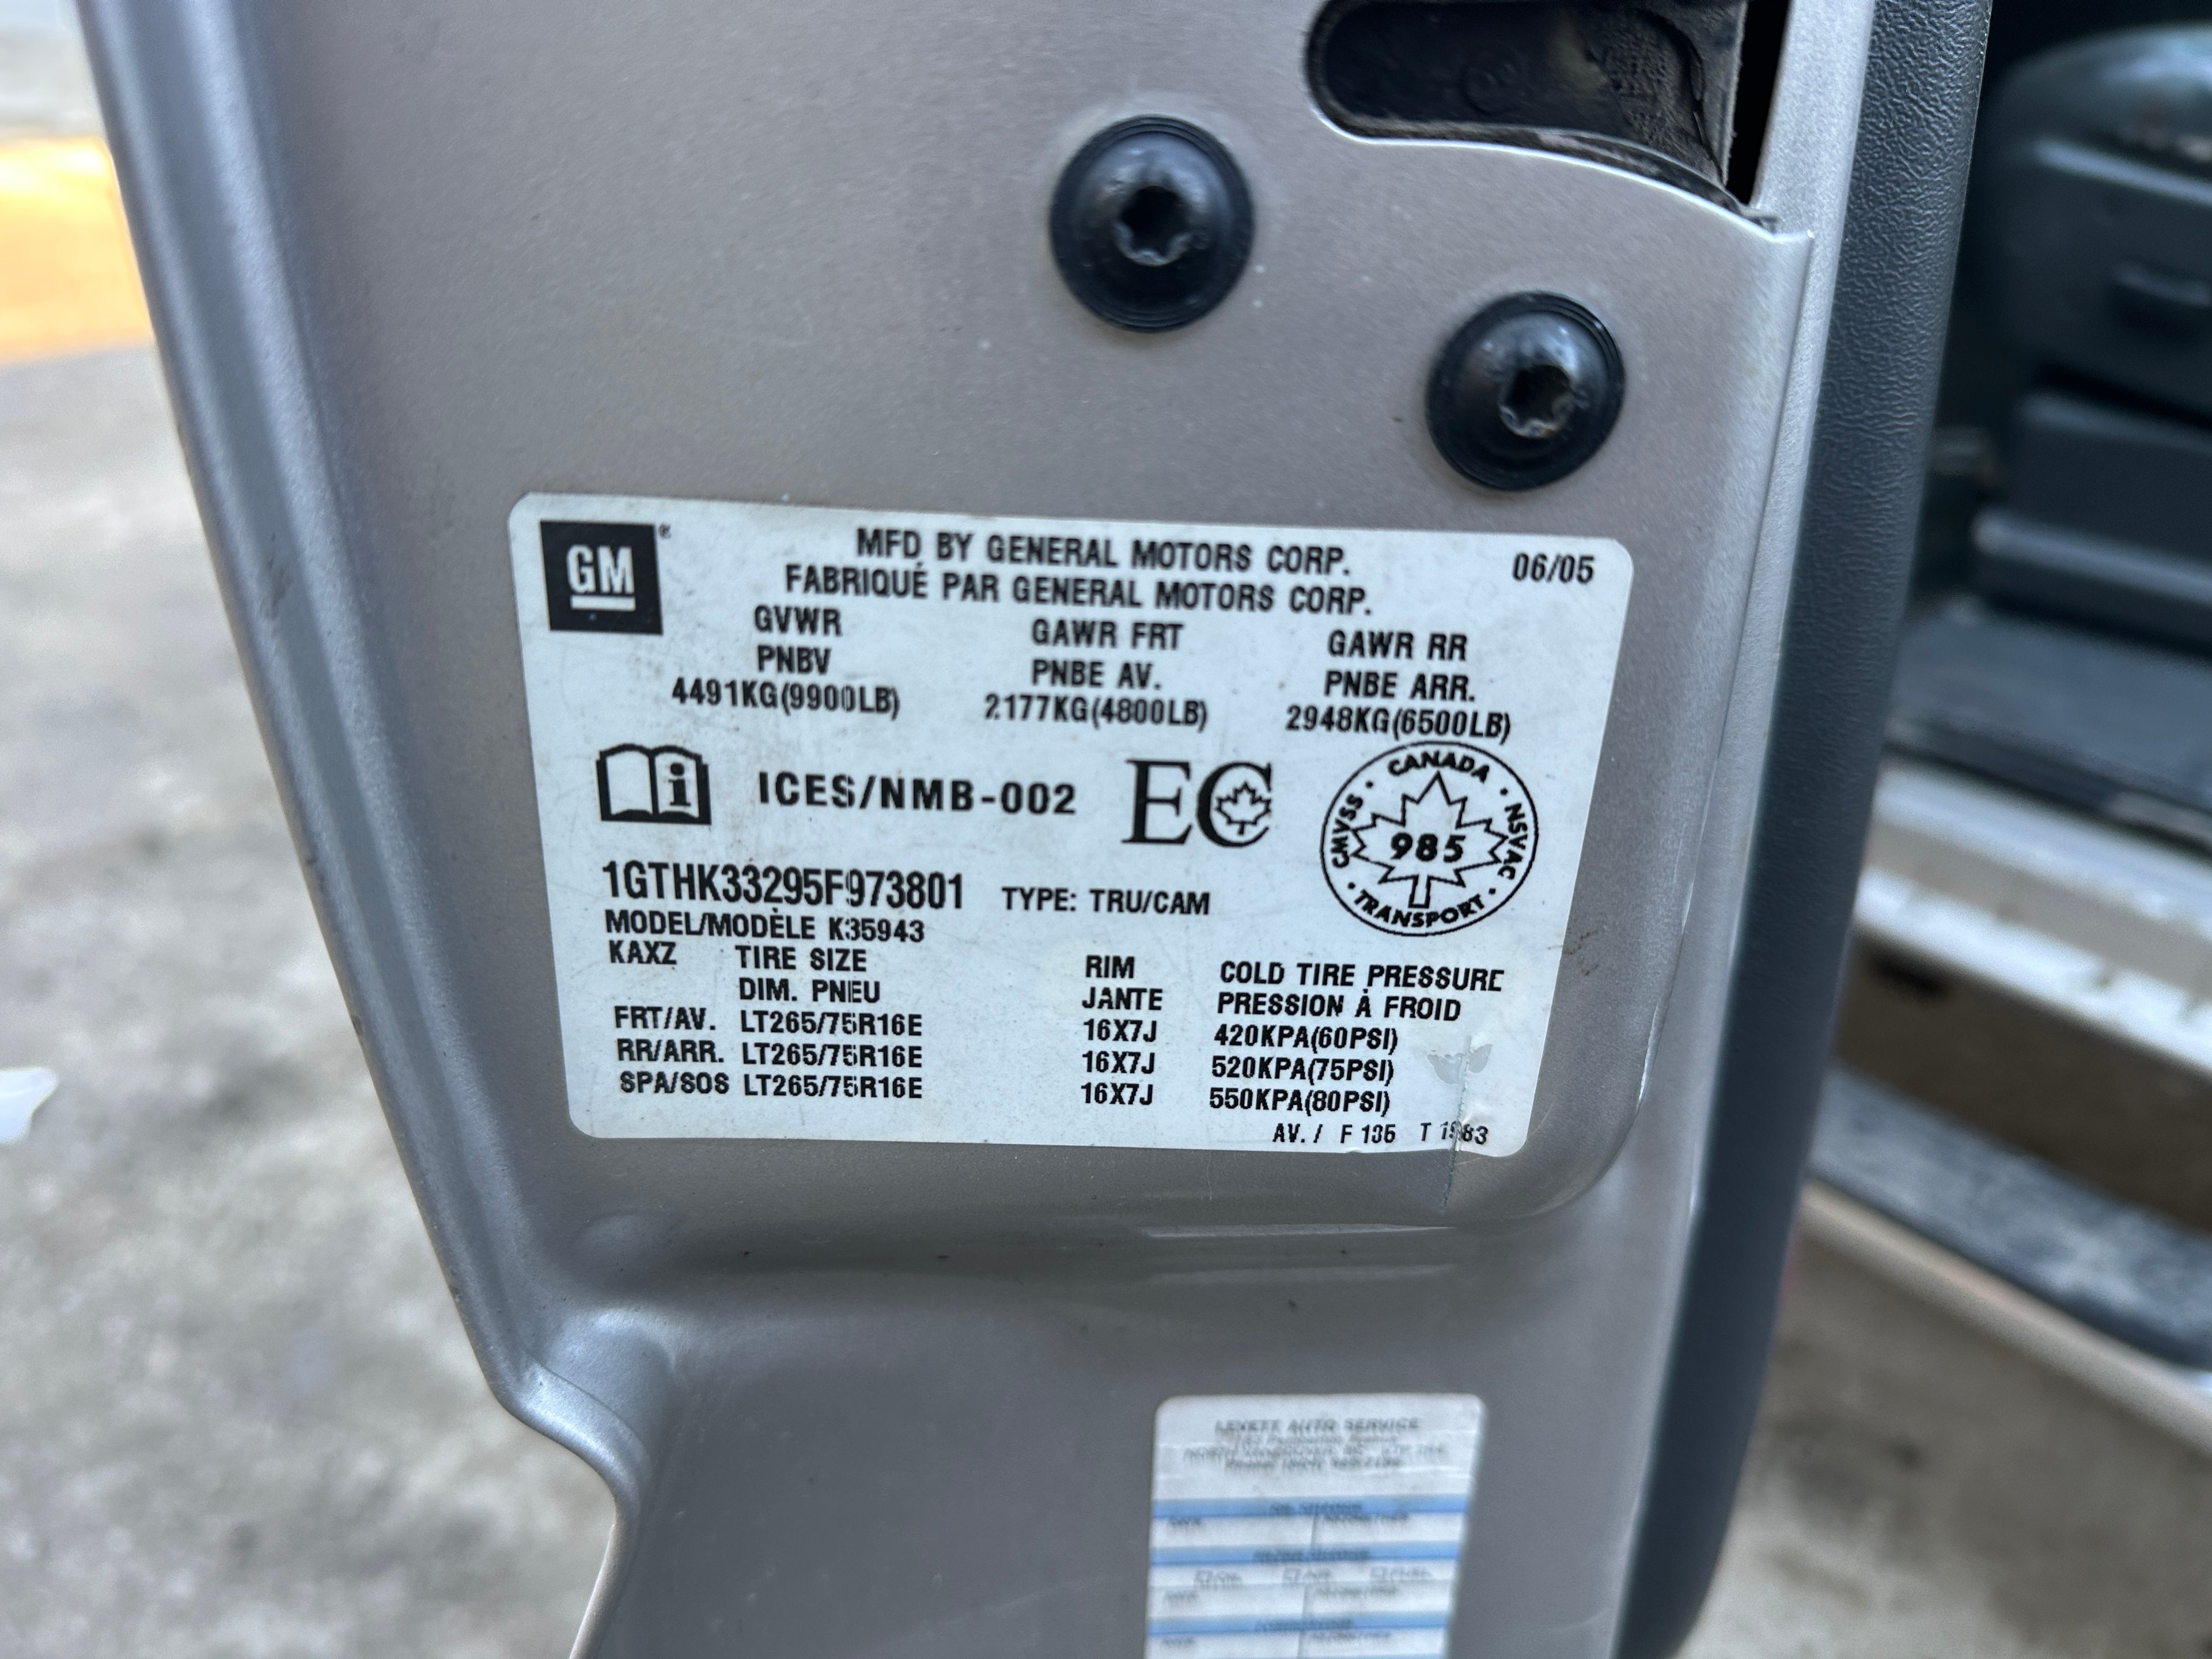 GM®
MFD BY GENERAL MOTORS CORP. 06/05
FABRIQUÉ PAR GENERAL MOTORS CORP.
GVWR GAWR FRT GAWR RR
PNBV PNBE AV. PNBE ARR.
4491KG(9900LB) 2177KG(4800LB) 2948KG(6500LB)
ICES/NMB-002 EC
CANADA · NSVAC · TRANSPORT · CMVSS ·
985
1GTHK33295F973801 TYPE: TRU/CAM
MODEL/MODÈLE K35943
KAXZ TIRE SIZE RIM COLD TIRE PRESSURE
DIM. PNEU JANTE PRESSION À FROID
FRT/AV. LT265/75R16E 16X7J 420KPA(60PSI)
RR/ARR. LT265/75R16E 16X7J 520KPA(75PSI)
SPA/SOS LT265/75R16E 16X7J 550KPA(80PSI)
AV. / F 135 T 1983
AUTO SERVICE